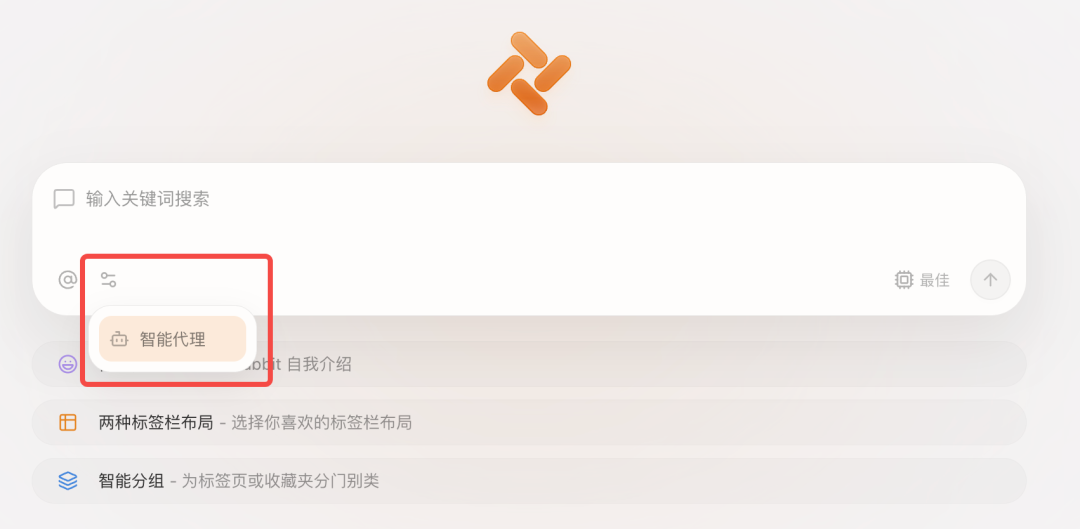 输入关键词搜索
@
最佳
智能代理
bbit 自我介绍
两种标签栏布局 - 选择你喜欢的标签栏布局
智能分组 - 为标签页或收藏夹分门别类